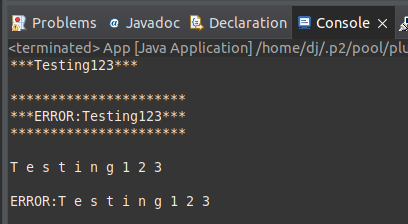 Problems @ Javadoc Declaration Console
<terminated> App [Java Application] /home/dj/.p2/pool/plu
***Testing123***
**********************
***ERROR:Testing123***
**********************
T e s t i n g 1 2 3
ERROR:T e s t i n g 1 2 3